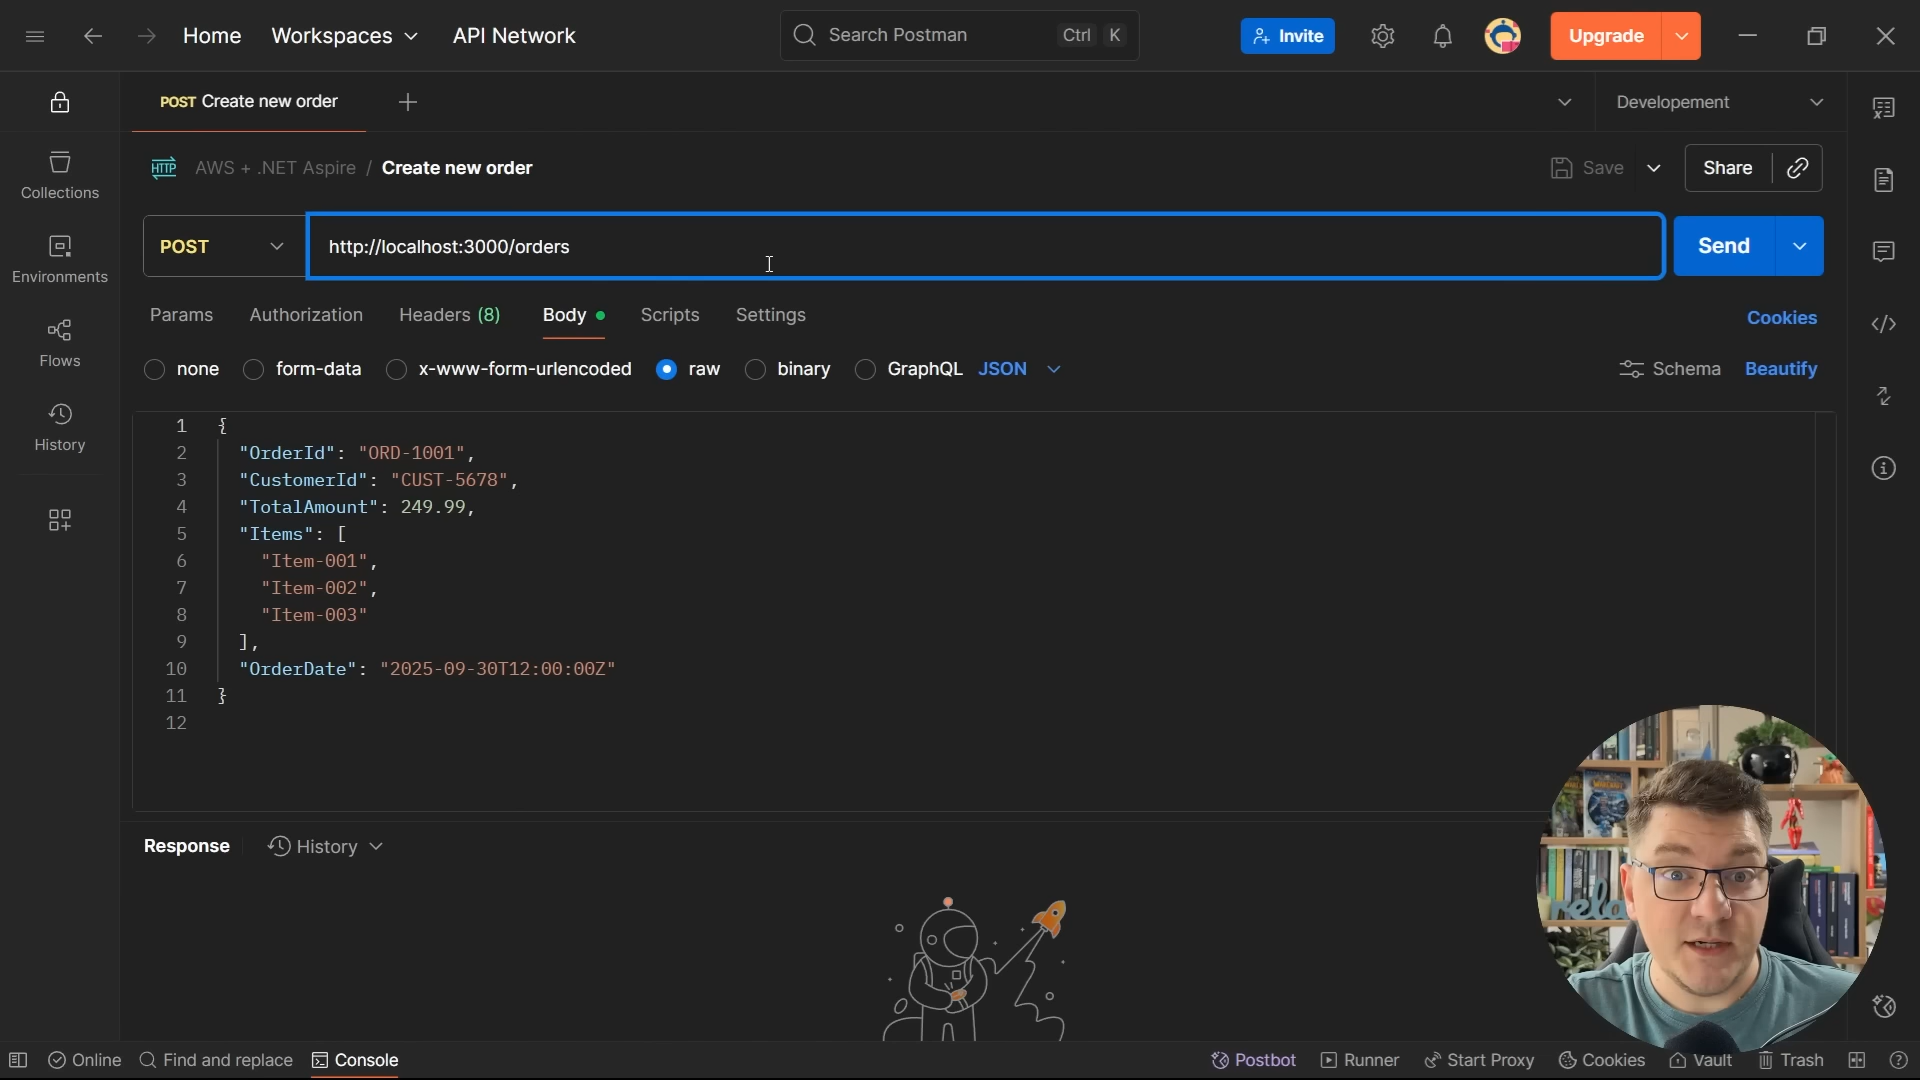 Home Workspaces API Network Search Postman Ctrl K Invite Upgrade
POST Create new order Developement
HTTP AWS + .NET Aspire / Create new order Save Share
POST http://localhost:3000/orders Send
Params Authorization Headers (8) Body Scripts Settings Cookies
none form-data x-www-form-urlencoded raw binary GraphQL JSON Schema Beautify
1 {
2 "OrderId": "ORD-1001",
3 "CustomerId": "CUST-5678",
4 "TotalAmount": 249.99,
5 "Items": [
6 "Item-001",
7 "Item-002",
8 "Item-003"
9 ],
10 "OrderDate": "2025-09-30T12:00:00Z"
11 }
12
Collections
Environments
Flows
History
Response History
Online Find and replace Console Postbot Runner Start Proxy Cookies Vault Trash